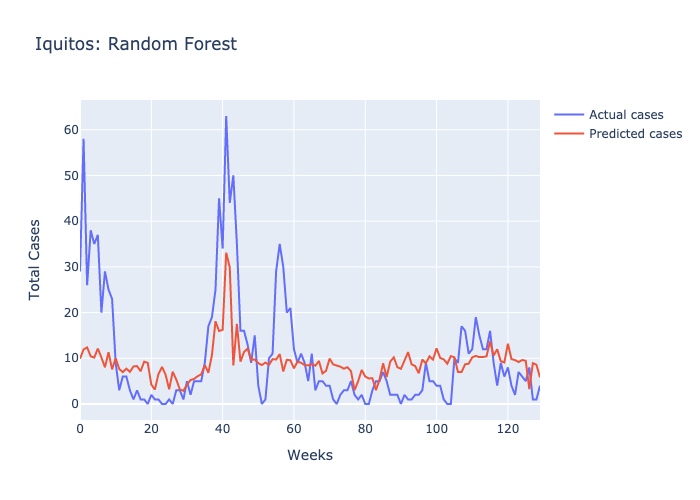 Iquitos: Random Forest
Actual cases
Predicted cases
Total Cases
60
50
40
30
20
10
0
0 20 40 60 80 100 120
Weeks